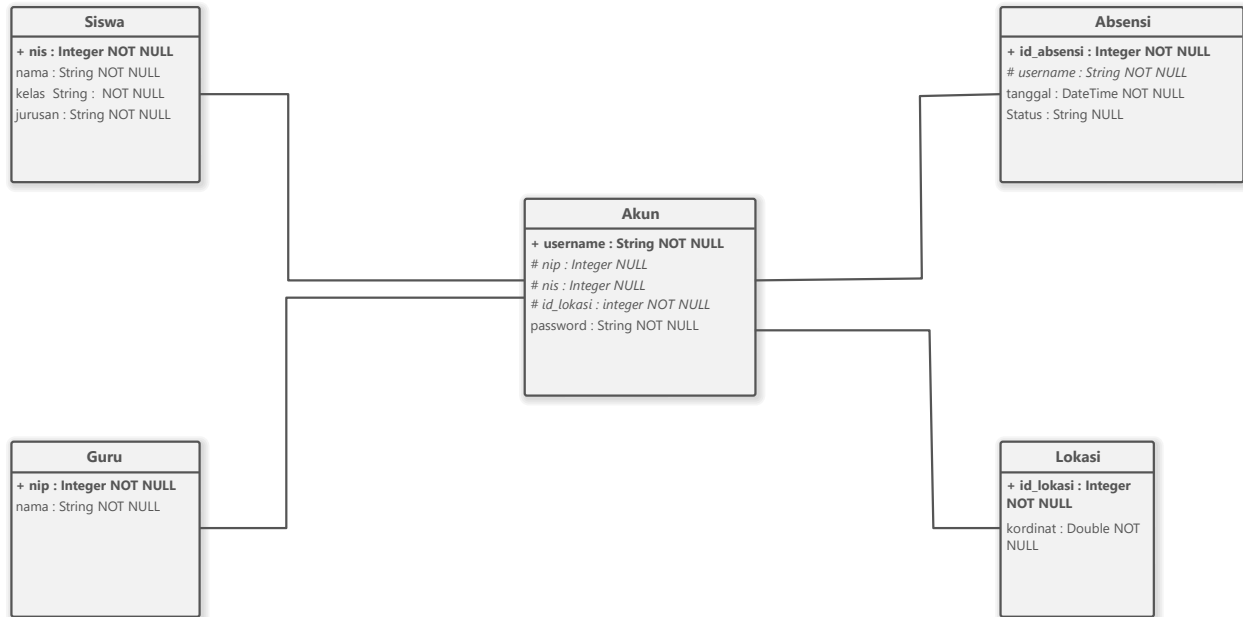 Siswa
+ nis : Integer NOT NULL
nama : String NOT NULL
kelas  String :  NOT NULL
jurusan : String NOT NULL
Absensi
+ id_absensi : Integer NOT NULL
# username : String NOT NULL
tanggal : DateTime NOT NULL
Status : String NULL
Akun
+ username : String NOT NULL
# nip : Integer NULL
# nis : Integer NULL
# id_lokasi : integer NOT NULL
password : String NOT NULL
Guru
+ nip : Integer NOT NULL
nama : String NOT NULL
Lokasi
+ id_lokasi : Integer
NOT NULL
kordinat : Double NOT
NULL